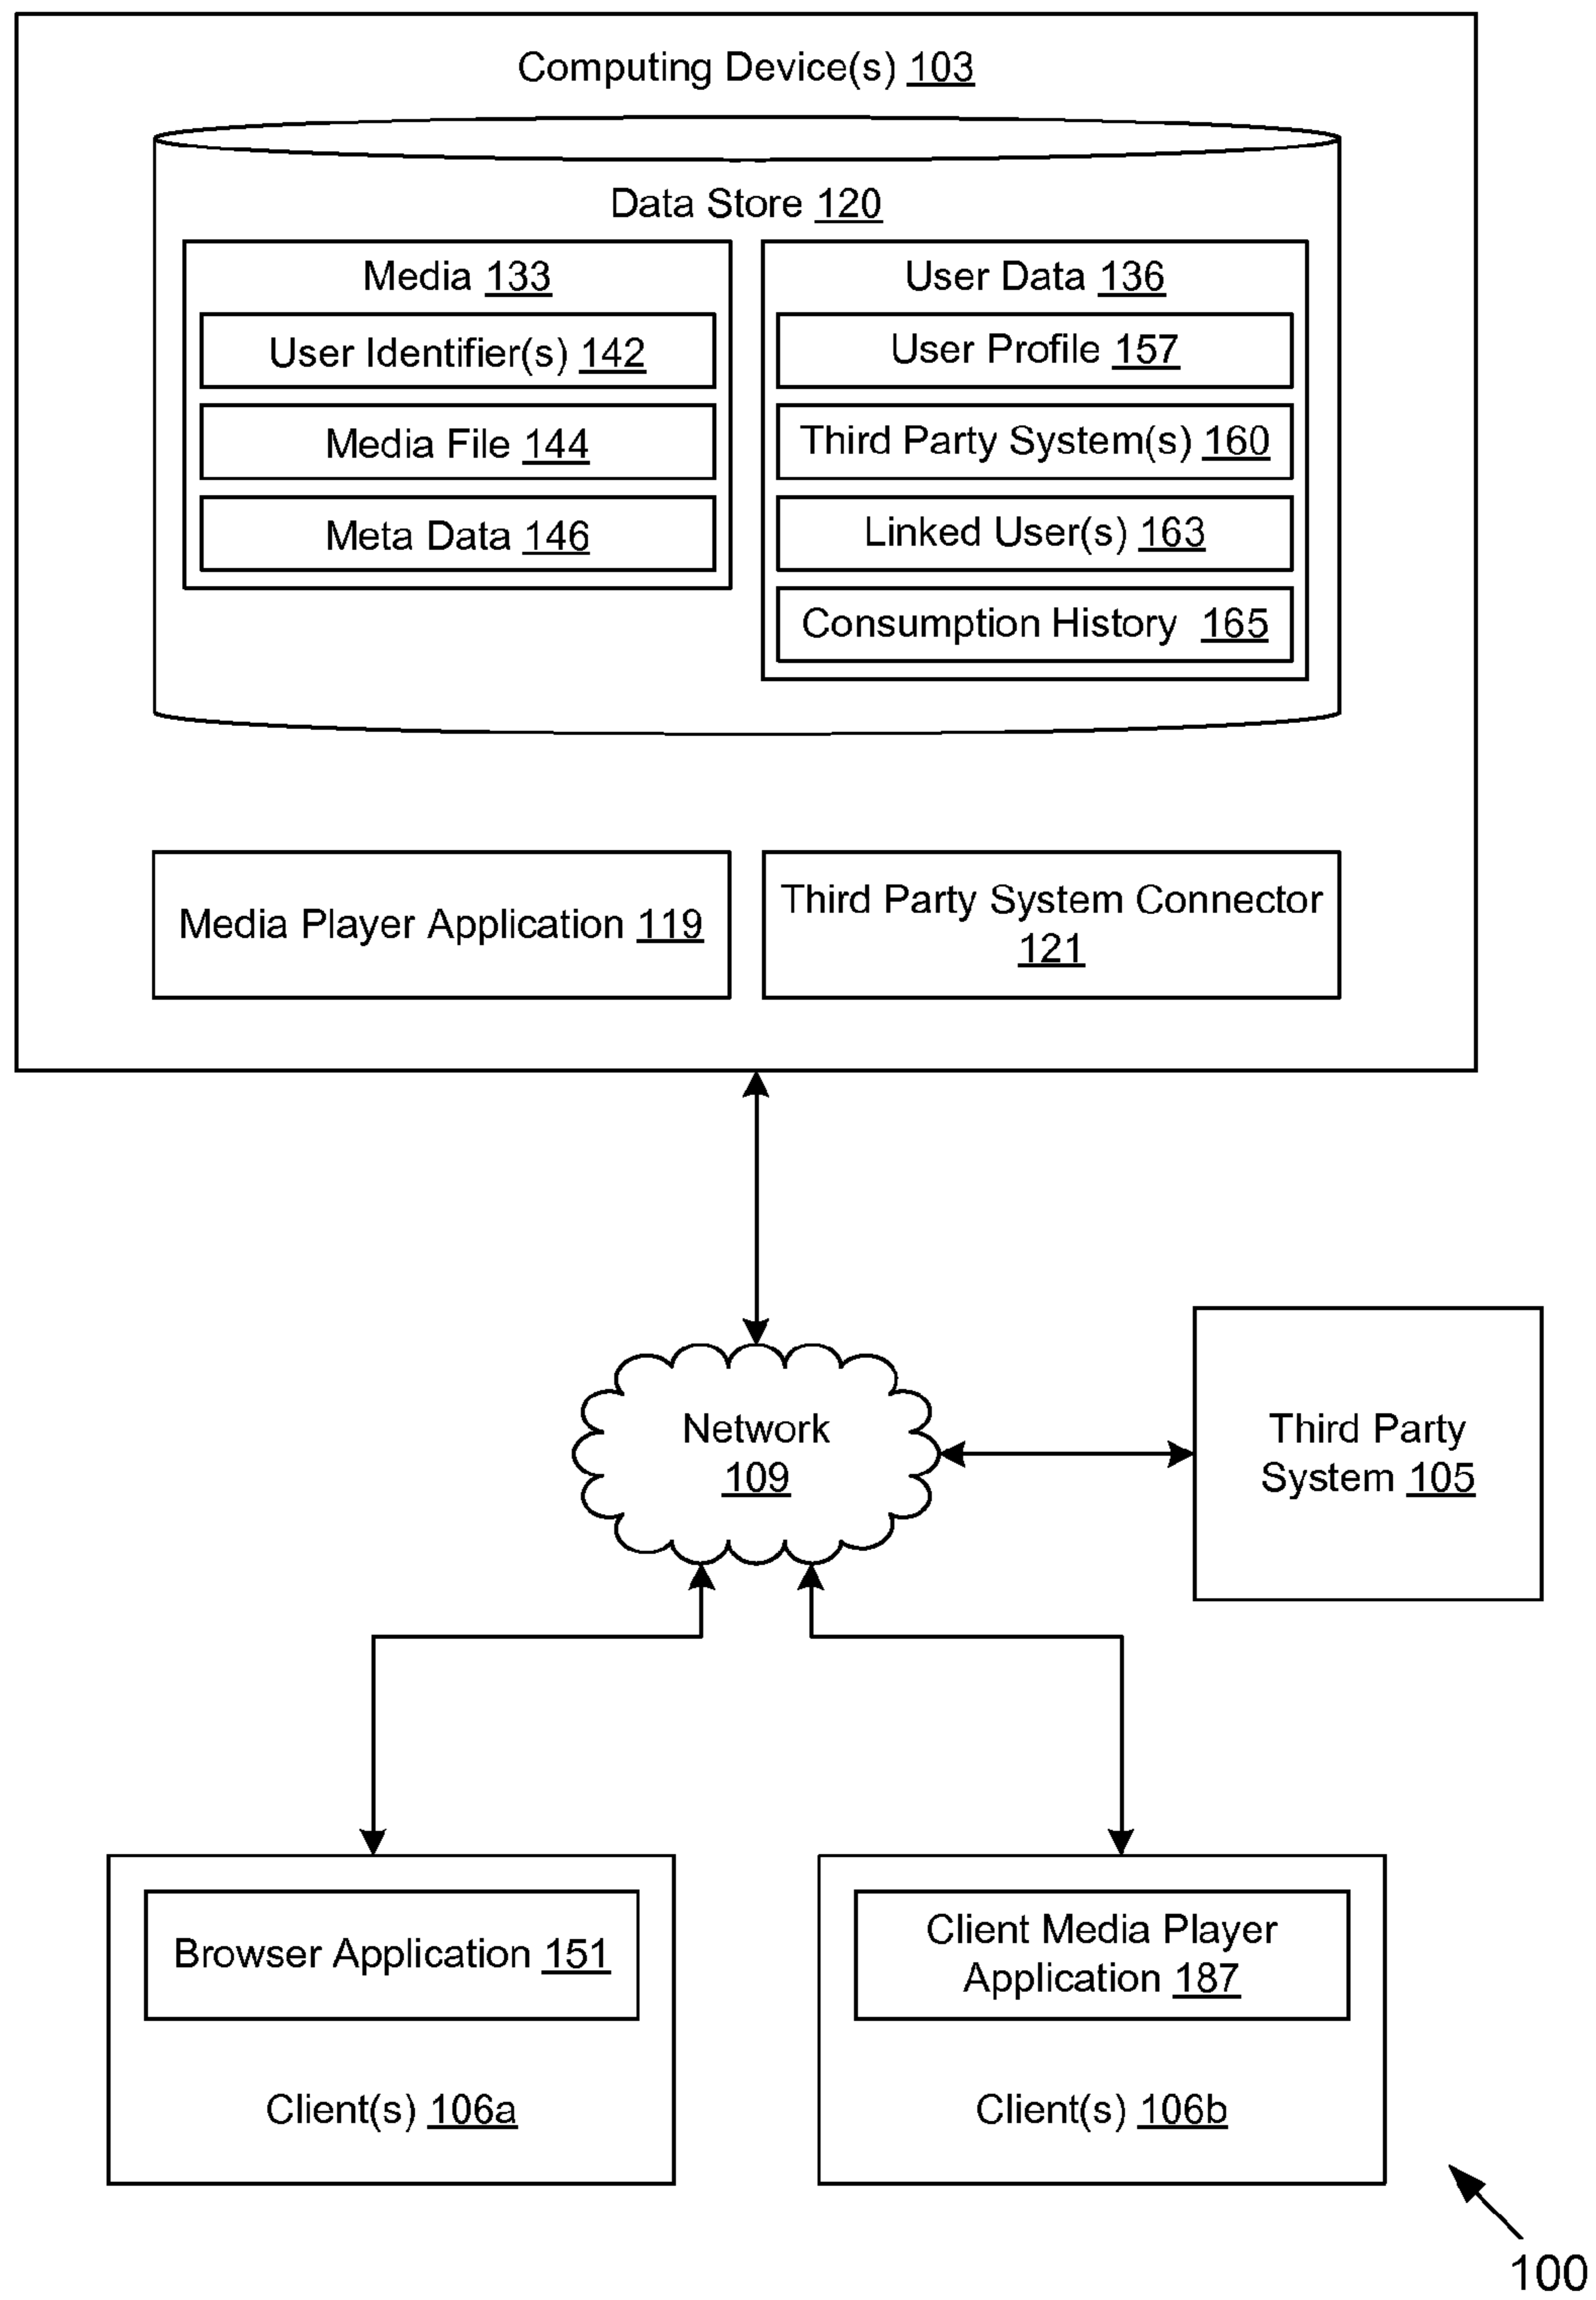 Computing Device(s) 103
Data Store 120
Media 133
User Identifier(s) 142
Media File 144
Meta Data 146
User Data 136
User Profile 157
Third Party System(s) 160
Linked User(s) 163
Consumption History 165
Media Player Application 119
Third Party System Connector
121
Network
109
Third Party
System 105
Browser Application 151
Client(s) 106a
Client Media Player
Application 187
Client(s) 106b
100